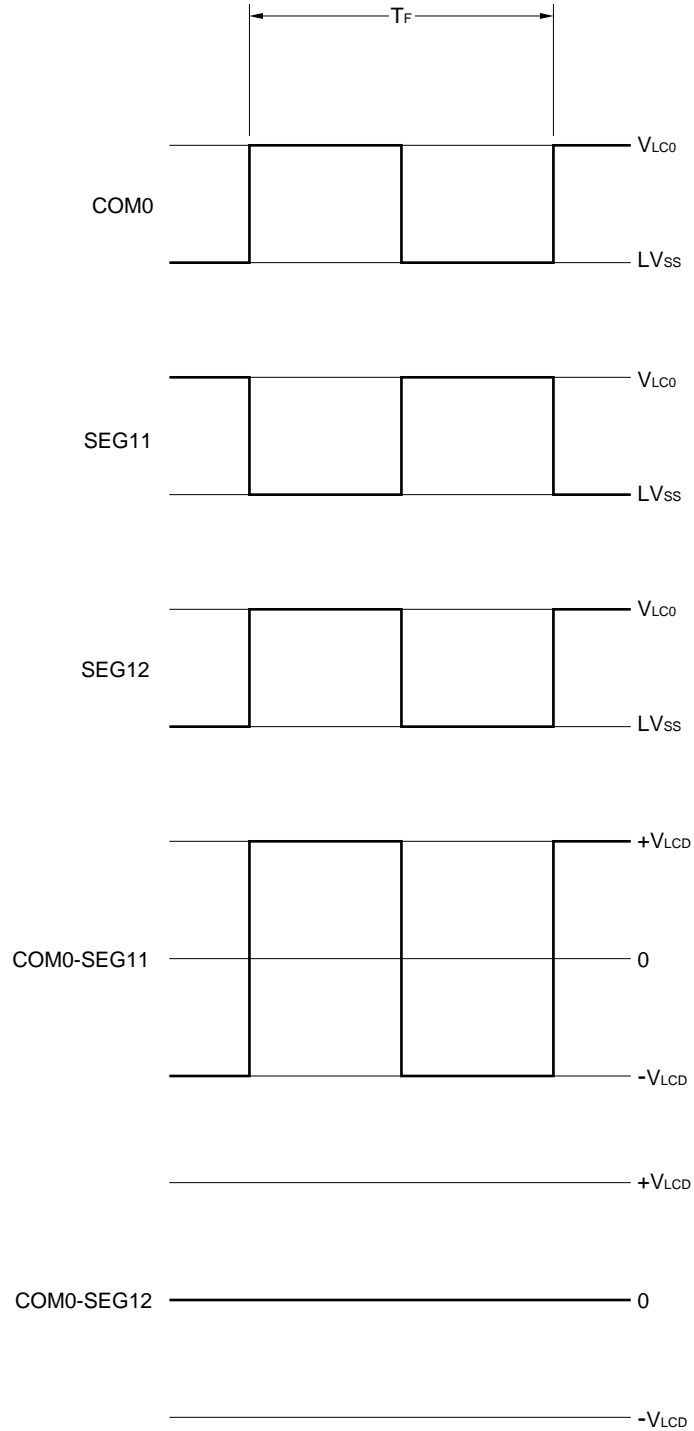 TF
VLC0
COM0
LVSS
VLC0
SEG11
LVSS
VLC0
SEG12
LVSS
+VLCD
COM0-SEG11
0
-VLCD
+VLCD
COM0-SEG12
0
-VLCD